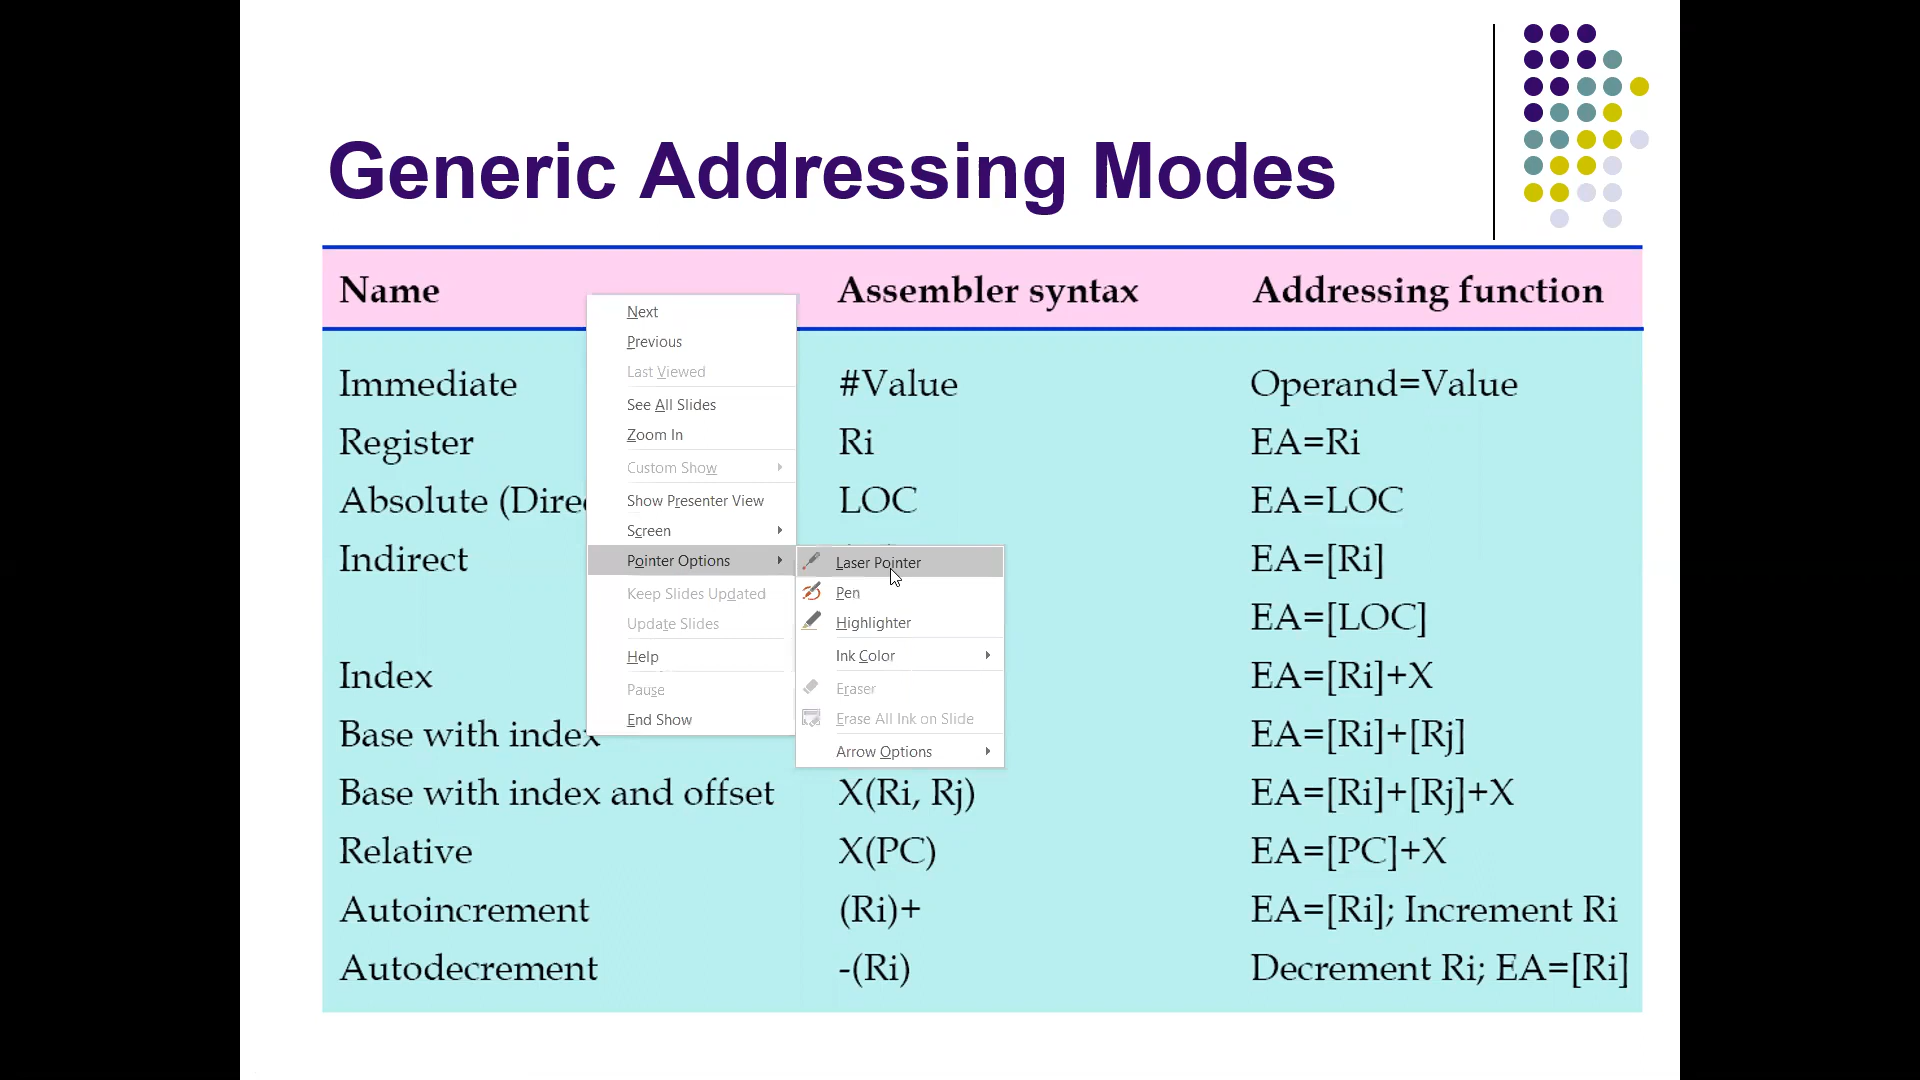 Generic Addressing Modes
Name Assembler syntax Addressing function
Immediate #Value Operand=Value
Register Ri EA=Ri
Absolute (Dire LOC EA=LOC
Indirect EA=[Ri]
EA=[LOC]
Index EA=[Ri]+X
Base with index EA=[Ri]+[Rj]
Base with index and offset X(Ri, Rj) EA=[Ri]+[Rj]+X
Relative X(PC) EA=[PC]+X
Autoincrement (Ri)+ EA=[Ri]; Increment Ri
Autodecrement -(Ri) Decrement Ri; EA=[Ri]
Next
Previous
Last Viewed
See All Slides
Zoom In
Custom Show
Show Presenter View
Screen
Pointer Options
Keep Slides Updated
Update Slides
Help
Pause
End Show
Laser Pointer
Pen
Highlighter
Ink Color
Eraser
Erase All Ink on Slide
Arrow Options